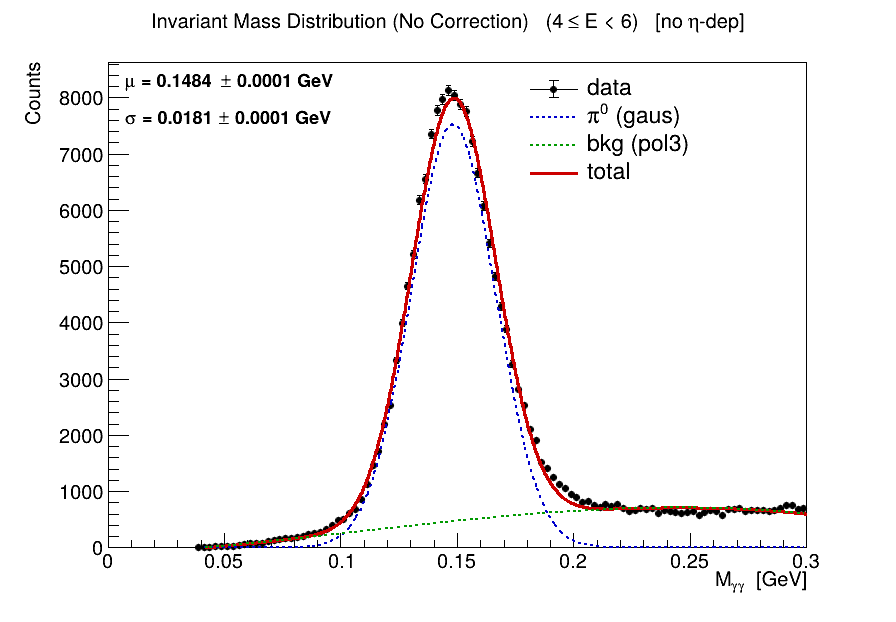 Invariant Mass Distribution (No Correction) (4 ≤ E < 6) [no η-dep]
Counts
μ = 0.1484 ± 0.0001 GeV
σ = 0.0181 ± 0.0001 GeV
data
π⁰ (gaus)
bkg (pol3)
total
8000
7000
6000
5000
4000
3000
2000
1000
0
0 0.05 0.1 0.15 0.2 0.25 0.3
M_γγ [GeV]